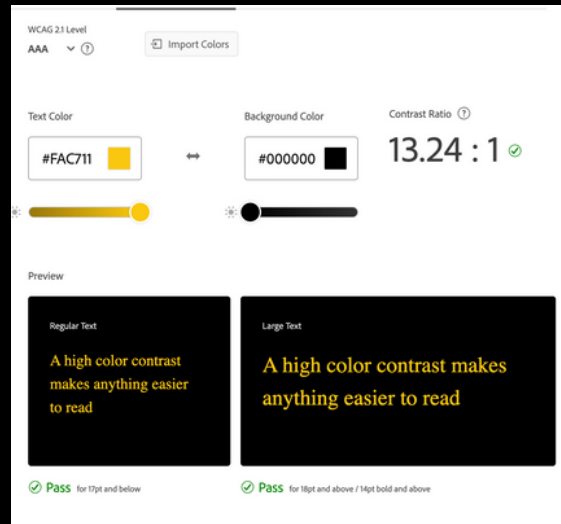 WCAG 2.1 Level
AAA
Import Colors
Text Color
Background Color
Contrast Ratio
#FAC711
#000000
13.24 : 1
Preview
Regular Text
A high color contrast
makes anything easier
to read
Large Text
A high color contrast makes
anything easier to read
Pass for 17pt and below
Pass for 18pt and above / 14pt bold and above